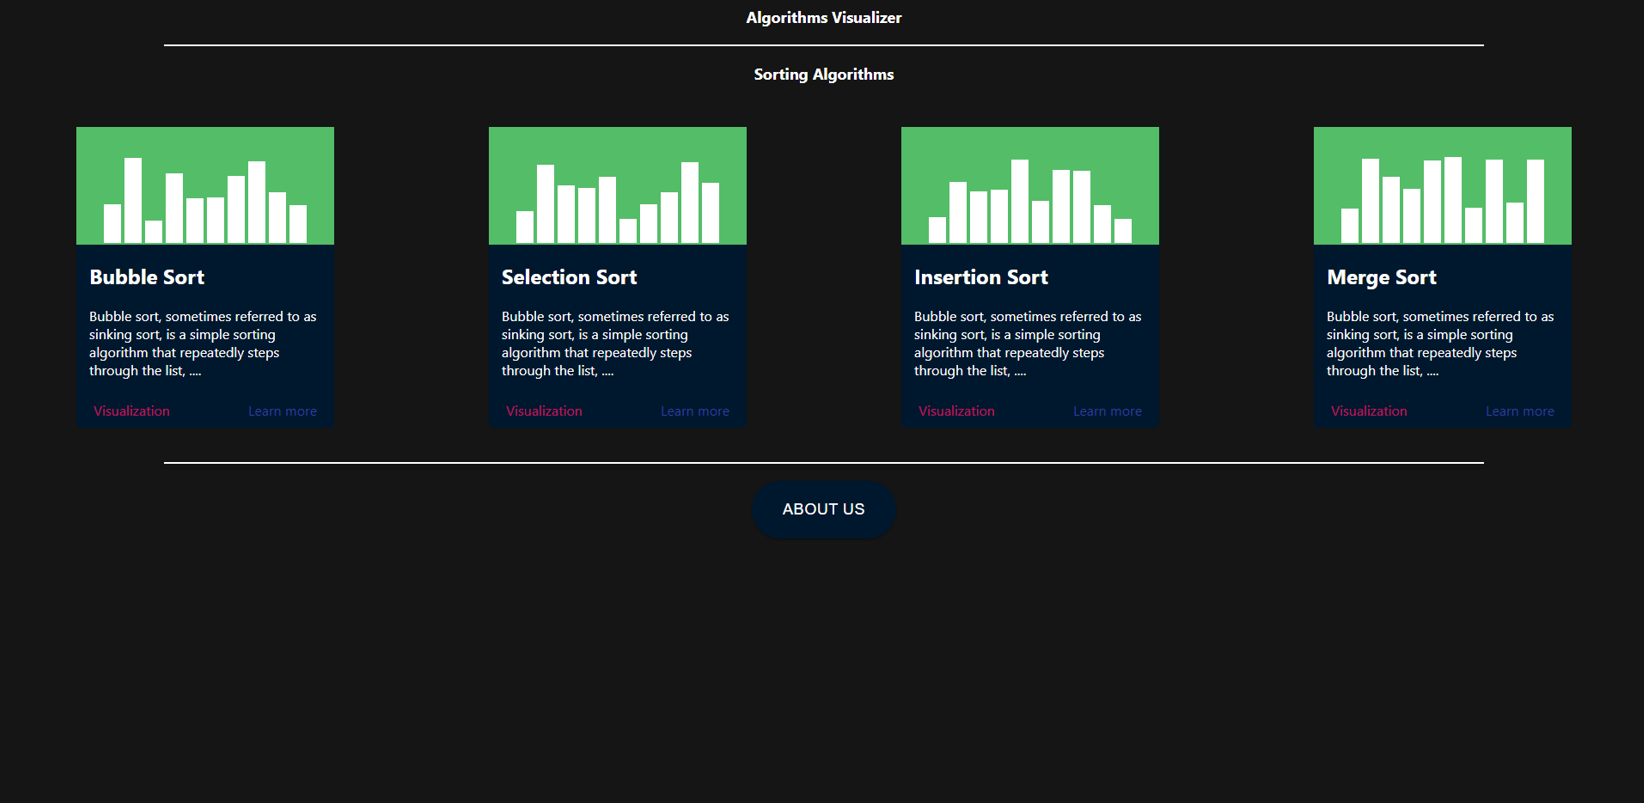 Algorithms Visualizer
Sorting Algorithms
Bubble Sort
Bubble sort, sometimes referred to as
sinking sort, is a simple sorting
algorithm that repeatedly steps
through the list, ....
Visualization
Learn more
Selection Sort
Bubble sort, sometimes referred to as
sinking sort, is a simple sorting
algorithm that repeatedly steps
through the list, ....
Visualization
Learn more
Insertion Sort
Bubble sort, sometimes referred to as
sinking sort, is a simple sorting
algorithm that repeatedly steps
through the list, ....
Visualization
Learn more
Merge Sort
Bubble sort, sometimes referred to as
sinking sort, is a simple sorting
algorithm that repeatedly steps
through the list, ....
Visualization
Learn more
ABOUT US